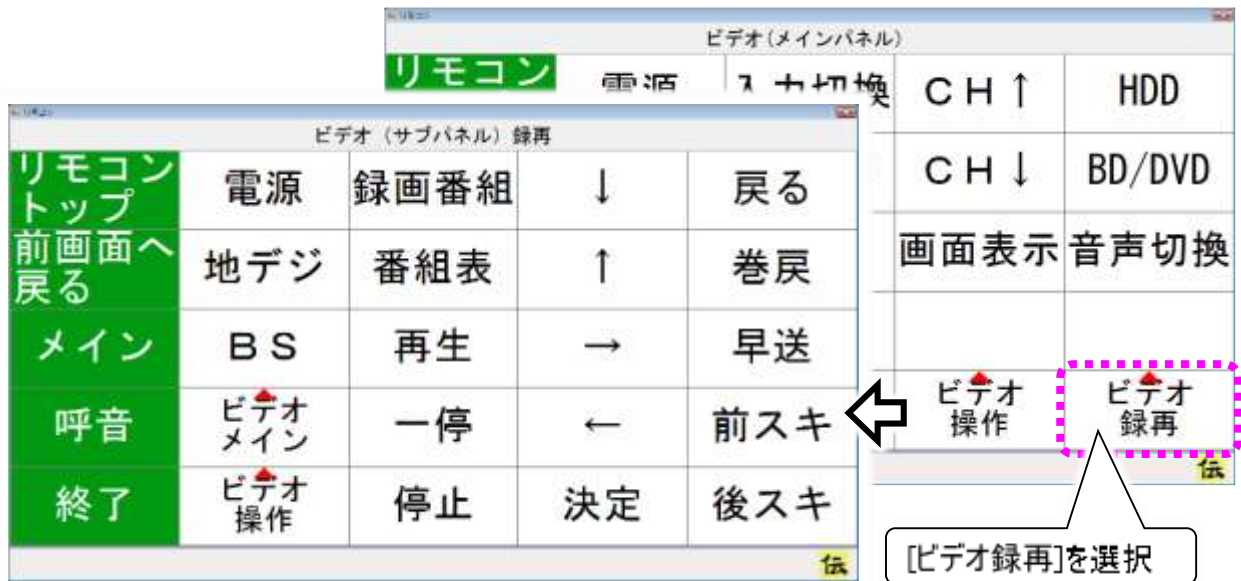 ビデオ(メインパネル)
リモコン
電源
入力切換
CH↑
HDD
CH↓
BD/DVD
画面表示
音声切換
ビデオ
操作
ビデオ
録再
伝
ビデオ（サブパネル）録再
リモコン
トップ
電源
録画番組
↓
戻る
前画面へ
戻る
地デジ
番組表
↑
巻戻
メイン
ＢＳ
再生
→
早送
呼音
ビデオ
メイン
一停
←
前スキ
終了
ビデオ
操作
停止
決定
後スキ
伝
[ビデオ録再]を選択